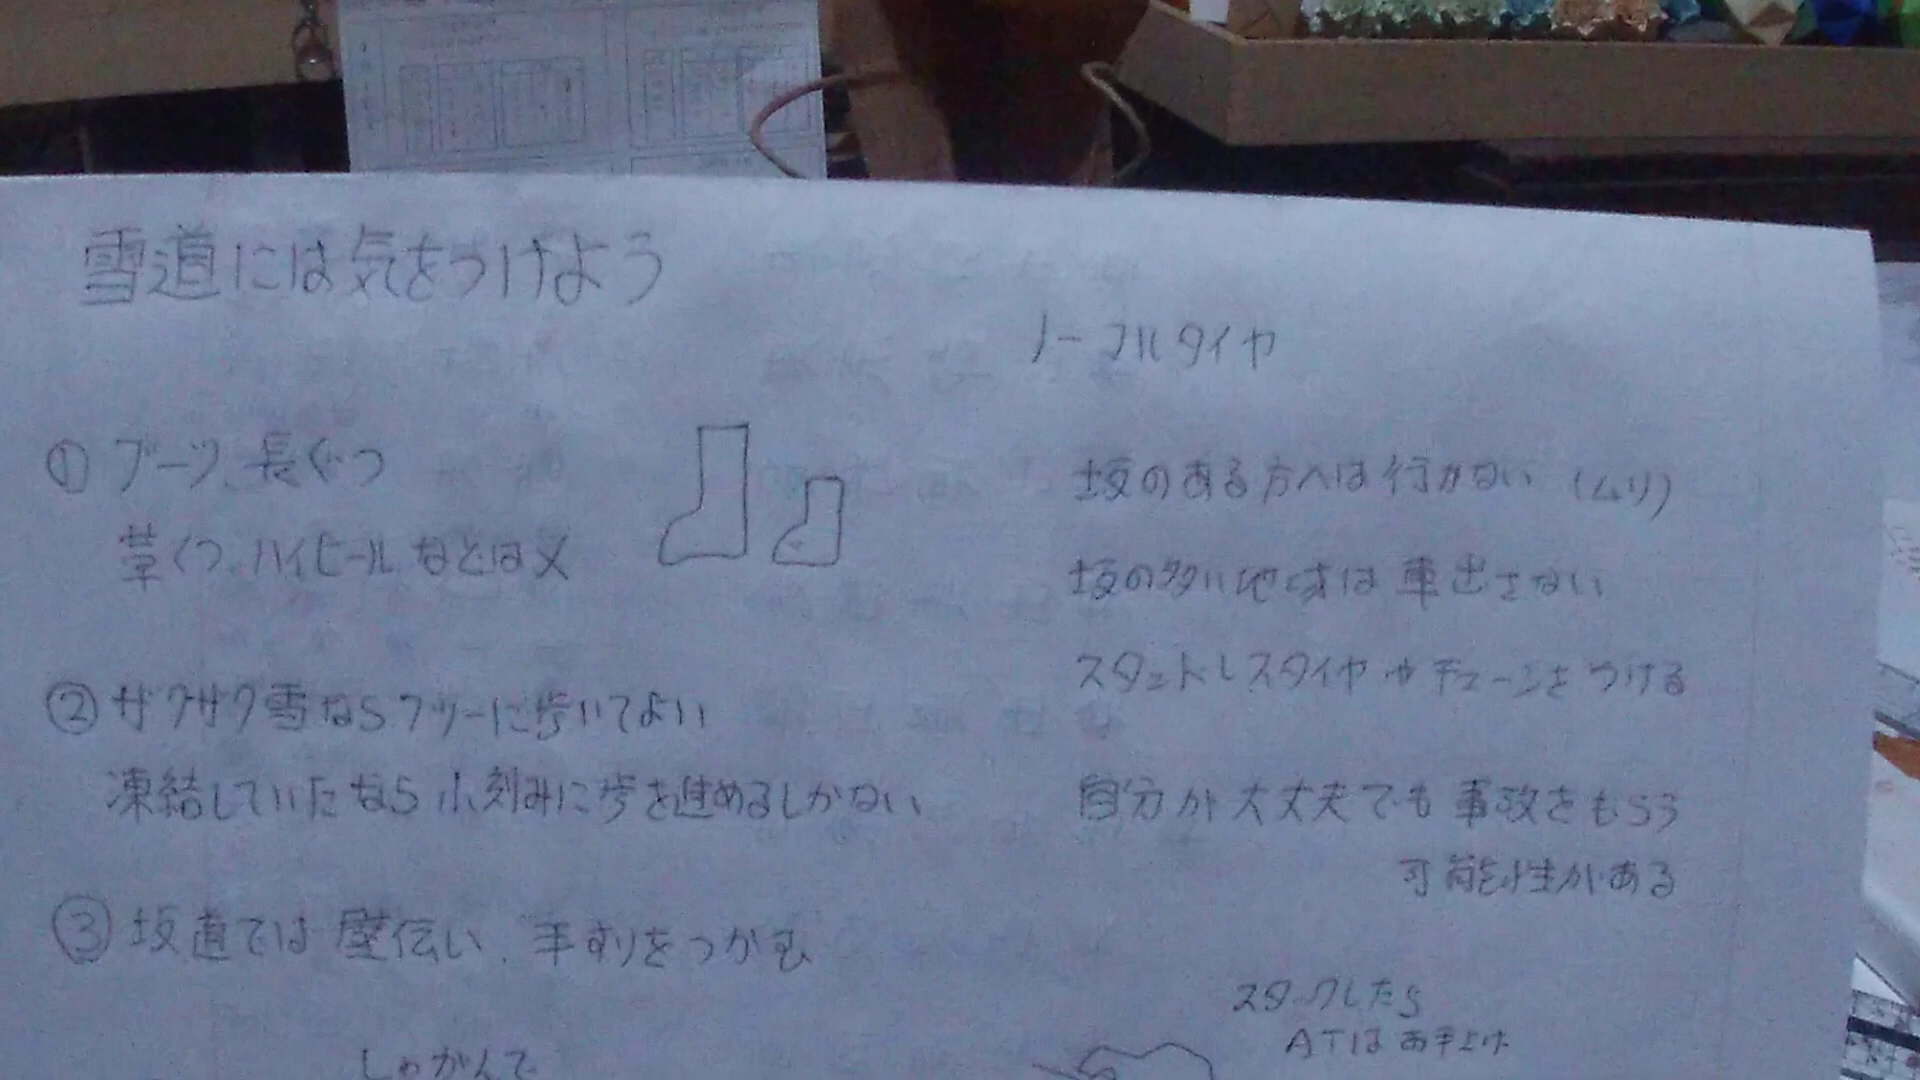 雪道には気をつけよう
① ブーツ、長ぐつ
革ぐつ、ハイヒールなどは×
② ザクザク雪ならフツーに歩いてよい
凍結していたなら小刻みに歩を進めるしかない
③ 坂道では壁伝い、手すりをつかむ
しゃがんで
ノーマルタイヤ
坂のある方へは行かない (ムリ)
坂の多い地域は車出さない
スタットレスタイヤやチェーンをつける
自分が大丈夫でも事故をもらう
可能性がある
スタックしたら
ATはお手上げ